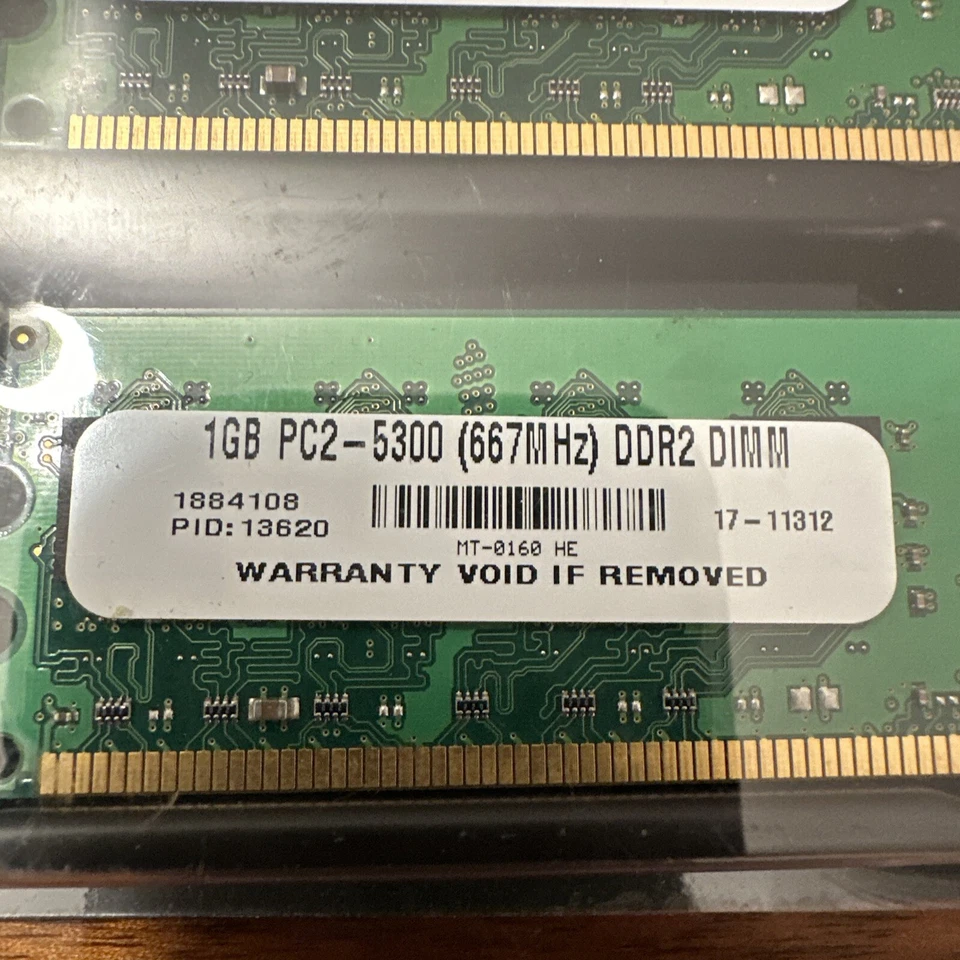 1GB PC2-5300 (667MHz) DDR2 DIMM
1884108
PID: 13620
17-11312
MT-0160 HE
WARRANTY VOID IF REMOVED